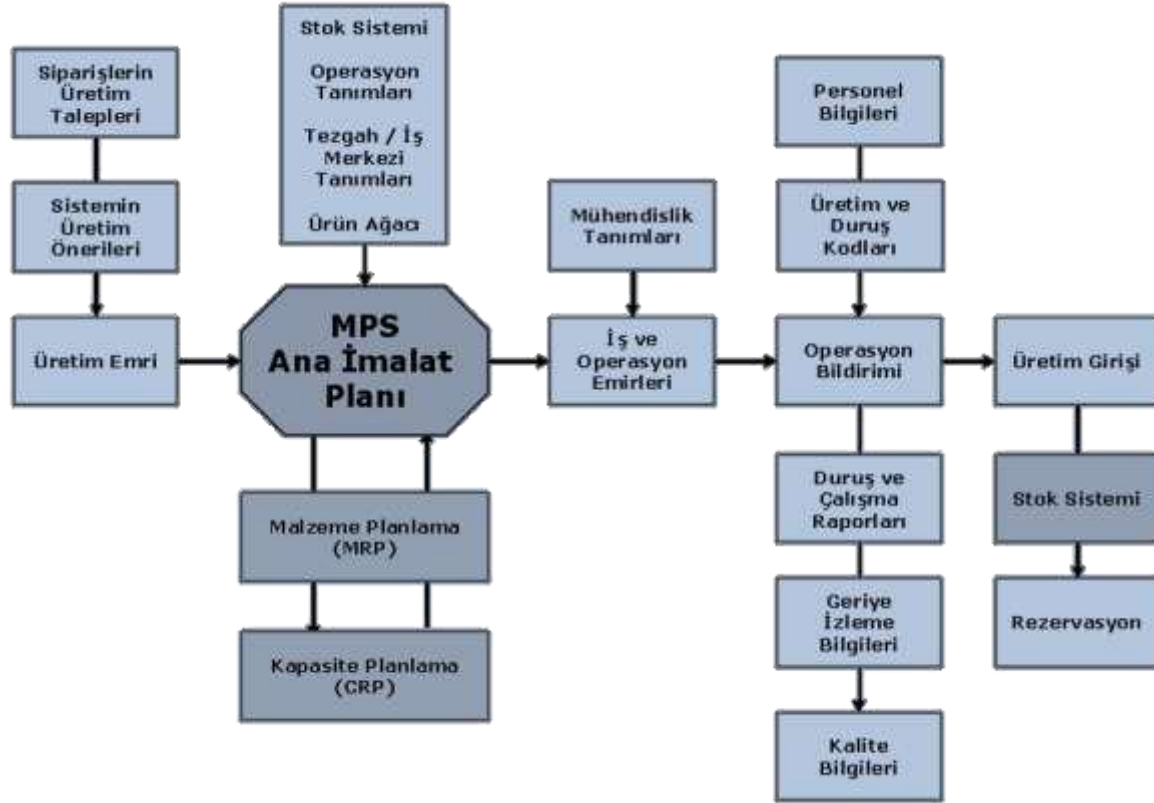 Siparişlerin
Üretim
Talepleri
Sistemin
Üretim
Önerileri
Üretim Emri
Stok Sistemi
Operasyon
Tanımları
Tezgah / İş
Merkezi
Tanımları
Ürün Ağacı
MPS
Ana İmalat
Planı
Malzeme Planlama
(MRP)
Kapasite Planlama
(CRP)
Mühendislik
Tanımları
İş ve
Operasyon
Emirleri
Personel
Bilgileri
Üretim ve
Duruş
Kodları
Operasyon
Bildirimi
Duruş ve
Çalışma
Raporları
Geriye
İzleme
Bilgileri
Kalite
Bilgileri
Üretim Girişi
Stok Sistemi
Rezervasyon